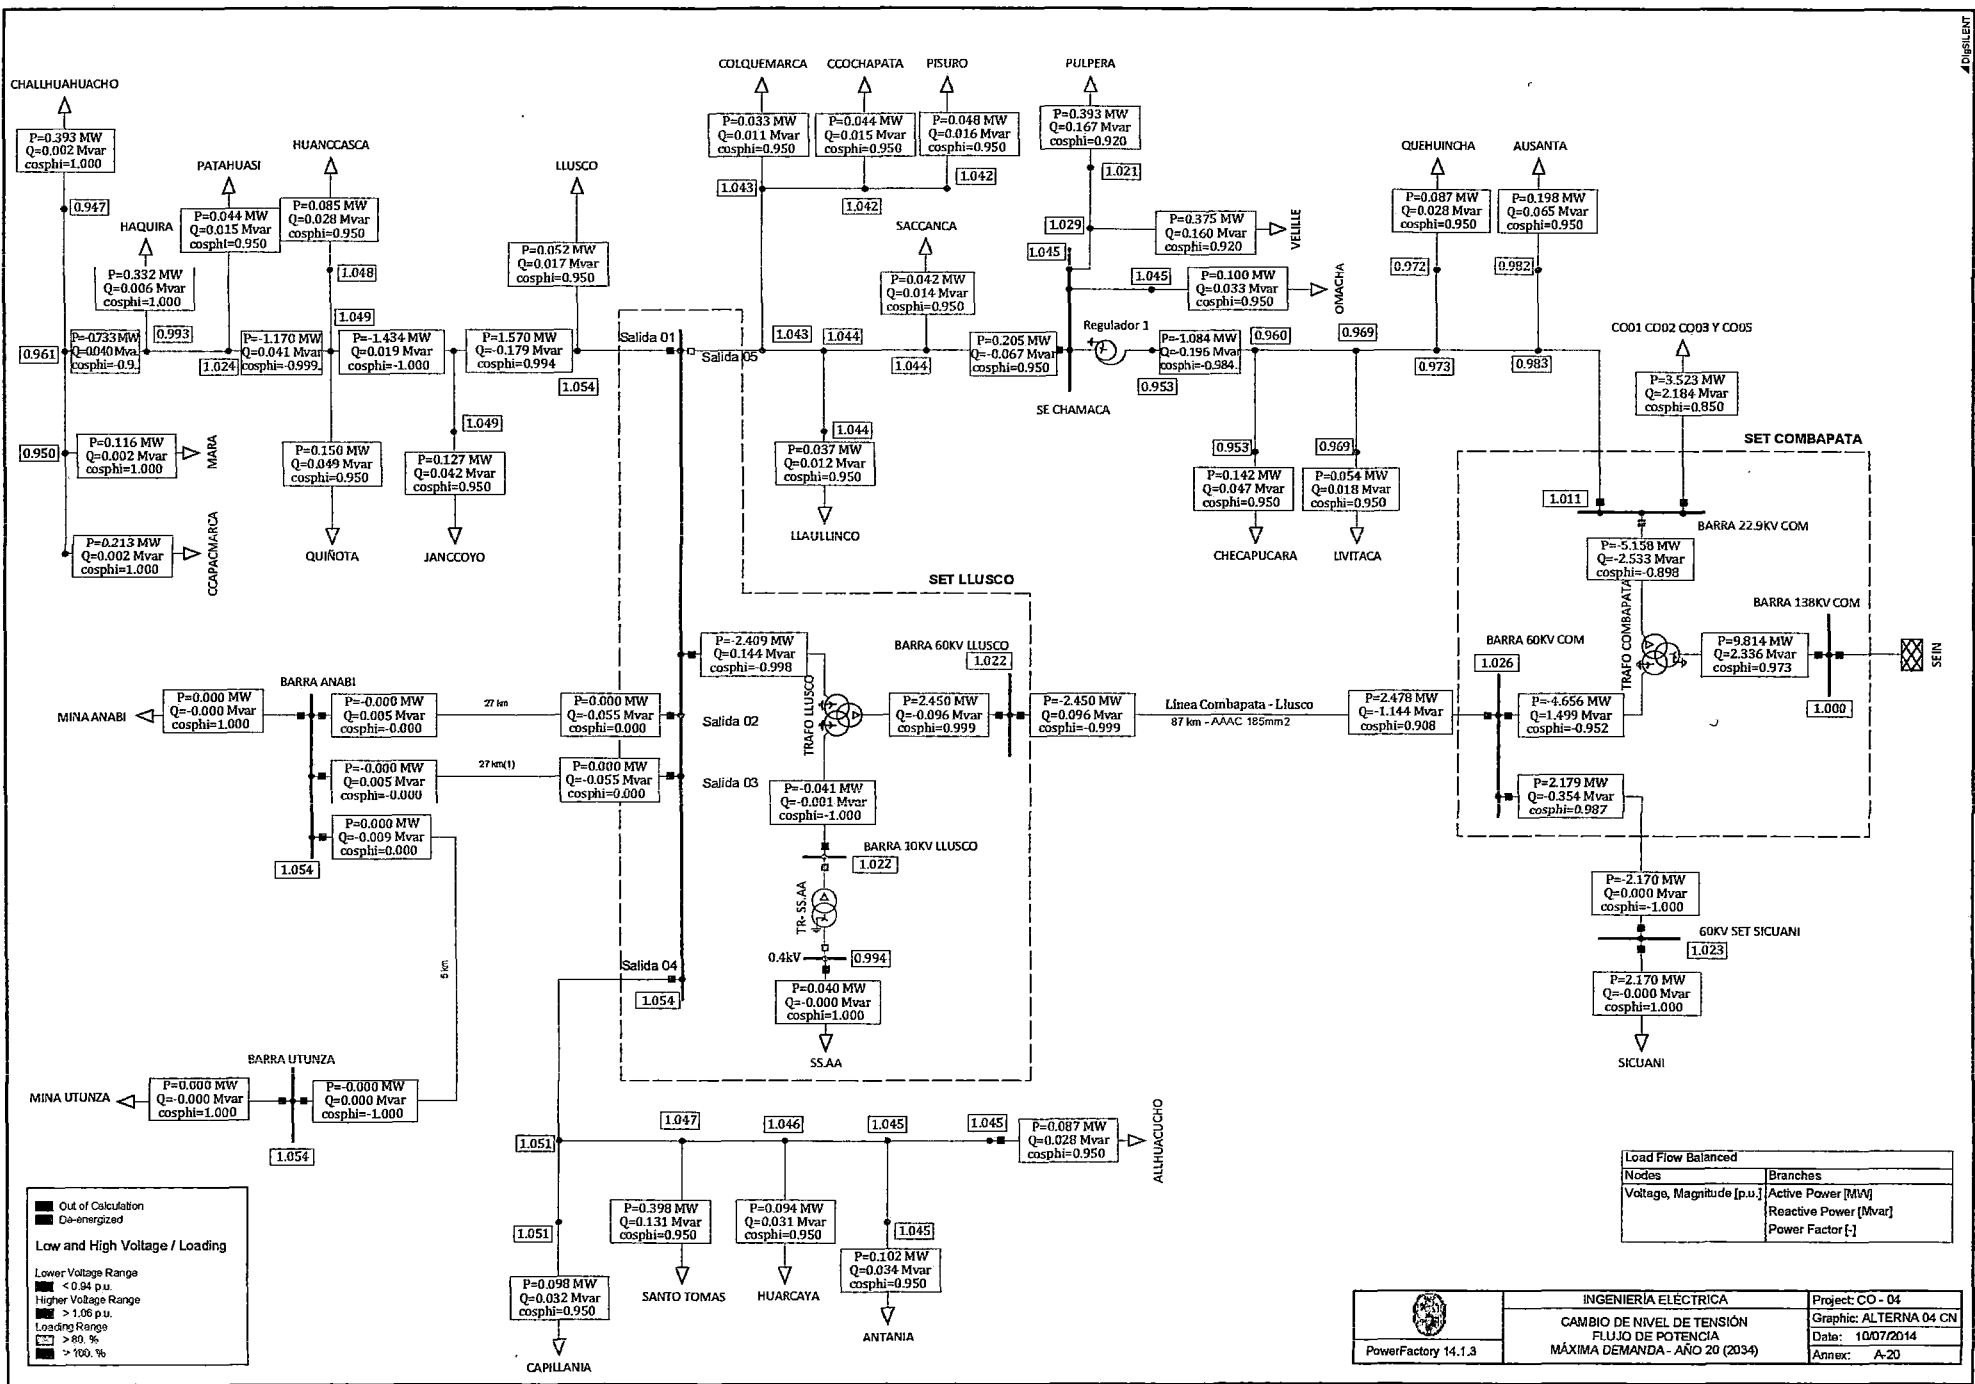 DIgSILENT
COLQUEMARCA
CCOCHAPATA
PISURO
PULPERA
CHALLHUAHUACHO
P=0.393 MW
Q=0.002 Mvar
cosphi=1.000
HUANCCASCA
PATAHUASI
HAQUIRA
LLUSCO
P=0.033 MW
Q=0.011 Mvar
cosphi=0.950
P=0.044 MW
Q=0.015 Mvar
cosphi=0.950
P=0.048 MW
Q=0.016 Mvar
cosphi=0.950
P=0.393 MW
Q=0.167 Mvar
cosphi=0.920
QUEHUINCHA
AUSANTA
0.947
P=0.044 MW
Q=0.015 Mvar
cosphi=0.950
P=0.085 MW
Q=0.028 Mvar
cosphi=0.950
1.043
1.042
1.042
1.021
P=0.332 MW
Q=0.006 Mvar
cosphi=1.000
1.048
P=0.052 MW
Q=0.017 Mvar
cosphi=0.950
SACCANCA
P=0.042 MW
Q=0.014 Mvar
cosphi=0.950
1.029
1.045
P=0.375 MW
Q=0.160 Mvar
cosphi=0.920
VELILLE
1.045
P=0.100 MW
Q=0.033 Mvar
cosphi=0.950
OMACHA
P=0.087 MW
Q=0.028 Mvar
cosphi=0.950
P=0.198 MW
Q=0.065 Mvar
cosphi=0.950
0.972
0.982
0.961
P=-0.733 MW
Q=0.040 Mva
cosphi=-0.9
0.993
1.024
P=-1.170 MW
Q=0.041 Mvar
cosphi=-0.999
1.049
P=-1.434 MW
Q=0.019 Mvar
cosphi=-1.000
P=1.570 MW
Q=-0.179 Mvar
cosphi=0.994
1.054
Salida 01
Salida 05
1.043
1.044
1.044
P=0.205 MW
Q=-0.067 Mvar
cosphi=0.950
Regulador 1
P=-1.084 MW
Q=-0.196 Mvar
cosphi=-0.984
0.953
0.960
0.969
0.973
0.983
CO01 CO02 CO03 Y CO05
P=3.523 MW
Q=2.184 Mvar
cosphi=0.850
SE CHAMACA
0.950
P=0.116 MW
Q=0.002 Mvar
cosphi=1.000
MARA
P=0.150 MW
Q=0.049 Mvar
cosphi=0.950
QUIÑOTA
1.049
P=0.127 MW
Q=0.042 Mvar
cosphi=0.950
JANCCOYO
1.044
P=0.037 MW
Q=0.012 Mvar
cosphi=0.950
LLAULLINCO
0.953
P=0.142 MW
Q=0.047 Mvar
cosphi=0.950
CHECAPUCARA
0.969
P=0.054 MW
Q=0.018 Mvar
cosphi=0.950
LIVITACA
SET COMBAPATA
1.011
BARRA 22.9KV COM
P=0.213 MW
Q=0.002 Mvar
cosphi=1.000
CCAPACMARCA
P=-5.158 MW
Q=-2.533 Mvar
cosphi=-0.898
TRAFO COMBAPATA
SET LLUSCO
P=-2.409 MW
Q=0.144 Mvar
cosphi=-0.998
BARRA 60KV LLUSCO
1.022
BARRA 60KV COM
1.026
BARRA 138KV COM
P=9.814 MW
Q=2.336 Mvar
cosphi=0.973
1.000
SEIN
MINA ANABI
P=0.000 MW
Q=-0.000 Mvar
cosphi=1.000
BARRA ANABI
P=-0.000 MW
Q=0.005 Mvar
cosphi=-0.000
27 km
P=0.000 MW
Q=-0.055 Mvar
cosphi=0.000
Salida 02
TRAFO LLUSCO
P=2.450 MW
Q=-0.096 Mvar
cosphi=0.999
P=-2.450 MW
Q=0.096 Mvar
cosphi=-0.999
Línea Combapata - Llusco
87 km - AAAC 185mm2
P=2.478 MW
Q=-1.144 Mvar
cosphi=0.908
P=-4.656 MW
Q=1.499 Mvar
cosphi=-0.952
P=-0.000 MW
Q=0.005 Mvar
cosphi=-0.000
27 km(1)
P=0.000 MW
Q=-0.055 Mvar
cosphi=0.000
Salida 03
P=-0.041 MW
Q=-0.001 Mvar
cosphi=-1.000
P=2.179 MW
Q=-0.354 Mvar
cosphi=0.987
P=0.000 MW
Q=-0.009 Mvar
cosphi=0.000
1.054
BARRA 10KV LLUSCO
1.022
TR- SS.AA
0.4kV
0.994
P=0.040 MW
Q=-0.000 Mvar
cosphi=1.000
SS.AA
5 km
Salida 04
1.054
P=-2.170 MW
Q=0.000 Mvar
cosphi=-1.000
60KV SET SICUANI
1.023
P=2.170 MW
Q=-0.000 Mvar
cosphi=1.000
SICUANI
BARRA UTUNZA
MINA UTUNZA
P=0.000 MW
Q=-0.000 Mvar
cosphi=1.000
P=-0.000 MW
Q=0.000 Mvar
cosphi=-1.000
1.054
1.051
1.047
1.046
1.045
1.045
P=0.087 MW
Q=0.028 Mvar
cosphi=0.950
ALLHUACUCHO
1.051
P=0.098 MW
Q=0.032 Mvar
cosphi=0.950
CAPILLANIA
P=0.398 MW
Q=0.131 Mvar
cosphi=0.950
SANTO TOMAS
P=0.094 MW
Q=0.031 Mvar
cosphi=0.950
HUARCAYA
1.045
P=0.102 MW
Q=0.034 Mvar
cosphi=0.950
ANTANIA
Out of Calculation
De-energized
Low and High Voltage / Loading
Lower Voltage Range
< 0.94 p.u.
Higher Voltage Range
> 1.06 p.u.
Loading Range
> 80. %
> 100. %
Load Flow Balanced
Nodes
Branches
Voltage, Magnitude [p.u.]
Active Power [MW]
Reactive Power [Mvar]
Power Factor [-]
PowerFactory 14.1.3
INGENIERÍA ELÉCTRICA
CAMBIO DE NIVEL DE TENSIÓN
FLUJO DE POTENCIA
MÁXIMA DEMANDA - AÑO 20 (2034)
Project: CO - 04
Graphic: ALTERNA 04 CN
Date: 10/07/2014
Annex: A-20